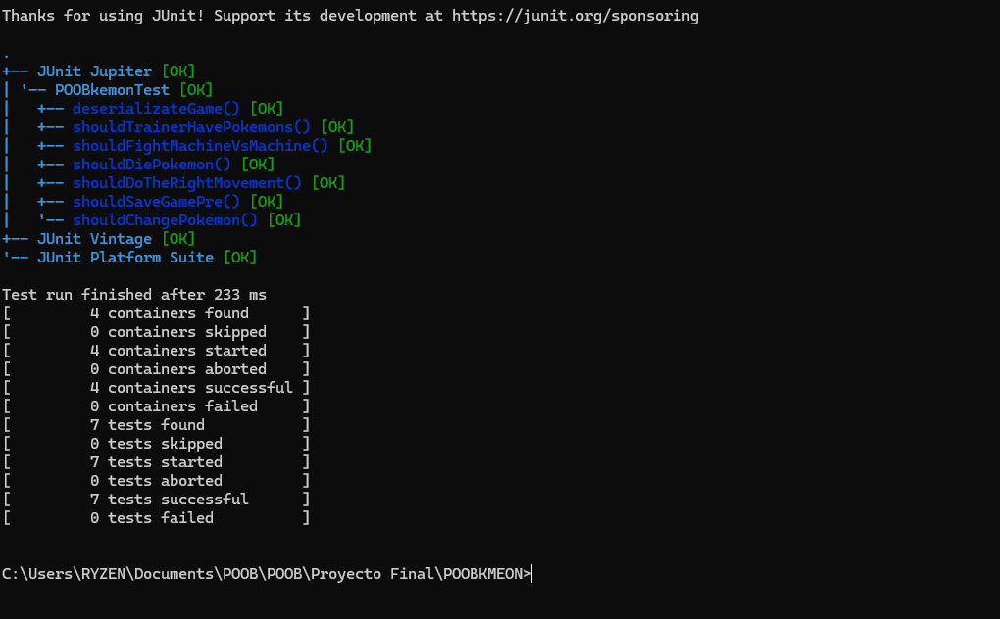 Thanks for using JUnit! Support its development at https://junit.org/sponsoring
.
+-- JUnit Jupiter [OK]
| '-- POOBkemonTest [OK]
|   +-- deserializateGame() [OK]
|   +-- shouldTrainerHavePokemons() [OK]
|   +-- shouldFightMachineVsMachine() [OK]
|   +-- shouldDiePokemon() [OK]
|   +-- shouldDoTheRightMovement() [OK]
|   +-- shouldSaveGamePre() [OK]
|   '-- shouldChangePokemon() [OK]
+-- JUnit Vintage [OK]
'-- JUnit Platform Suite [OK]
Test run finished after 233 ms
[         4 containers found      ]
[         0 containers skipped    ]
[         4 containers started    ]
[         0 containers aborted    ]
[         4 containers successful ]
[         0 containers failed     ]
[         7 tests found           ]
[         0 tests skipped         ]
[         7 tests started         ]
[         0 tests aborted         ]
[         7 tests successful      ]
[         0 tests failed          ]
C:\Users\RYZEN\Documents\POOB\POOB\Proyecto Final\POOBKMEON>